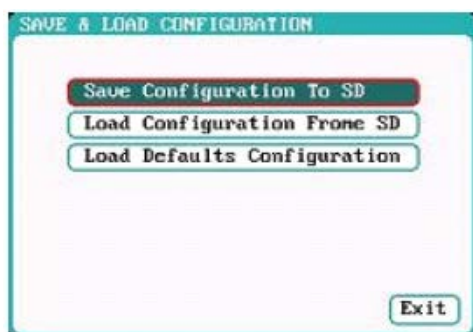 SAVE & LOAD CONFIGURATION
Save Configuration To SD
Load Configuration Frome SD
Load Defaults Configuration
Exit